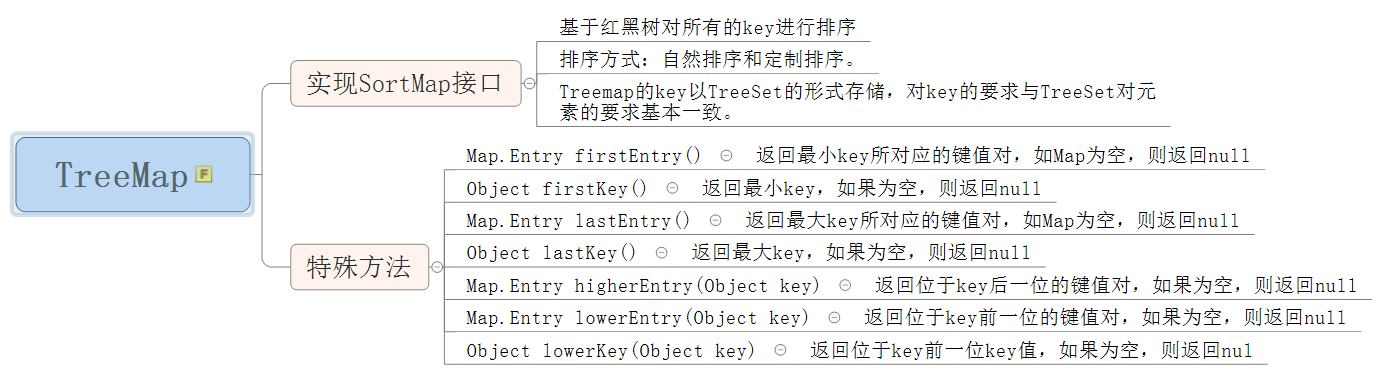 TreeMap
F
实现SortMap接口
基于红黑树对所有的key进行排序
排序方式：自然排序和定制排序。
Treemap的key以TreeSet的形式存储，对key的要求与TreeSet对元
素的要求基本一致。
特殊方法
Map.Entry firstEntry() 返回最小key所对应的键值对，如Map为空，则返回null
Object firstKey() 返回最小key，如果为空，则返回null
Map.Entry lastEntry() 返回最大key所对应的键值对，如Map为空，则返回null
Object lastKey() 返回最大key，如果为空，则返回null
Map.Entry higherEntry(Object key) 返回位于key后一位的键值对，如果为空，则返回null
Map.Entry lowerEntry(Object key) 返回位于key前一位的键值对，如果为空，则返回null
Object lowerKey(Object key) 返回位于key前一位key值，如果为空，则返回nul